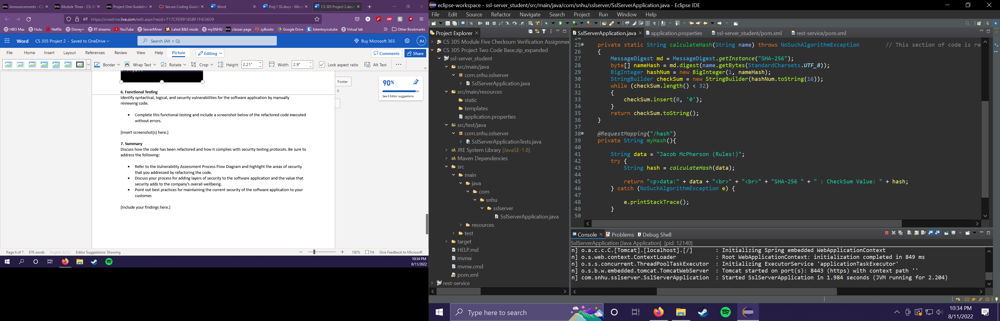 Announcements - CS
Module Three - CS-30
Project One Guideline
Secure Coding Guideli
Word
Proj 1 SS.docx - Micro
CS 305 Project 2.docx
https://onedrive.live.com/edit.aspx?resid=717CFE99185BF1F4!3609
HBO Max
Hulu
Netflix
Disney+
RT streams
YouTube
ServerMiner
Latest B&S mods
mySNHU
classes page
zyBooks
Google Drive
listentoyoutube
Virtual lab
Other Bookmarks
Word
CS 305 Project 2 - Saved to OneDrive
Search (Alt + Q)
Buy Microsoft 365
JM
File
Home
Insert
Layout
References
Review
View
Help
Picture
Editing
Comments
Share
Border
Wrap Text
Rotate
Crop
Height
2.21"
Width
2.9"
Lock aspect ratio
Alt Text
Footer
6
90%
See 8 Editor suggestions
6. Functional Testing
Identify syntactical, logical, and security vulnerabilities for the software application by manually
reviewing code.
• Complete this functional testing and include a screenshot below of the refactored code executed
without errors.
[Insert screenshot(s) here.]
7. Summary
Discuss how the code has been refactored and how it complies with security testing protocols. Be sure to
address the following:
• Refer to the Vulnerability Assessment Process Flow Diagram and highlight the areas of security
that you addressed by refactoring the code.
• Discuss your process for adding layers of security to the software application and the value that
security adds to the company's overall wellbeing.
• Point out best practices for maintaining the current security of the software application to your
customer.
[Include your findings here.]
Page 6 of 7
876 words
English (U.S.)
Editor Suggestions: Showing
100%
Fit
Give Feedback to Microsoft
10:34 PM
8/11/2022
eclipse-workspace - ssl-server_student/src/main/java/com/snhu/sslserver/SslServerApplication.java - Eclipse IDE
File
Edit
Source
Refactor
Navigate
Search
Project
Run
Window
Help
Project Explorer
CS 305 Module Five Checksum Verification Assignmer
CS 305 Project Two Code Base.zip_expanded
ssl-server_student
src/main/java
com.snhu.sslserver
SslServerApplication.java
src/main/resources
static
templates
application.properties
src/test/java
com.snhu.sslserver
SslServerApplicationTests.java
JRE System Library [JavaSE-1.8]
Maven Dependencies
src
main
java
com
snhu
sslserver
SslServerApplication.java
resources
test
target
HELP.md
mvnw
mvnw.cmd
pom.xml
rest-service
SslServerApplication.java
application.properties
ssl-server_student/pom.xml
rest-service/pom.xml
24
25 private static String calculateHash(String name) throws NoSuchAlgorithmException // This section of code is re
26 {
27 MessageDigest md = MessageDigest.getInstance("SHA-256");
28 byte[] nameHash = md.digest(name.getBytes(StandardCharsets.UTF_8));
29 BigInteger hashNum = new BigInteger(1, nameHash);
30 StringBuilder checkSum = new StringBuilder(hashNum.toString(16));
31 while (checkSum.length() < 32)
32 {
33 checkSum.insert(0, '0');
34 }
35 return checkSum.toString();
36 }
37
38 @RequestMapping("/hash")
39 private String myHash(){
40
41 String data = "Jacob McPherson (Rules!)";
42 try {
43 String hash = calculateHash(data);
44
45 return "<p>data:" + data + "<br>" + "<br>" + "SHA-256 " + " : CheckSum Value: " + hash;
46 } catch (NoSuchAlgorithmException e) {
47
48 e.printStackTrace();
49 }
50
Console
Problems
Debug Shell
SslServerApplication [Java Application] [pid: 12140]
n] o.a.c.c.C.[Tomcat].[localhost].[/] : Initializing Spring embedded WebApplicationContext
n] o.s.web.context.ContextLoader : Root WebApplicationContext: initialization completed in 849 ms
n] o.s.s.concurrent.ThreadPoolTaskExecutor : Initializing ExecutorService 'applicationTaskExecutor'
n] o.s.b.w.embedded.tomcat.TomcatWebServer : Tomcat started on port(s): 8443 (https) with context path ''
n] com.snhu.sslserver.SslServerApplication : Started SslServerApplication in 1.984 seconds (JVM running for 2.204)
Type here to search
10:34 PM
8/11/2022